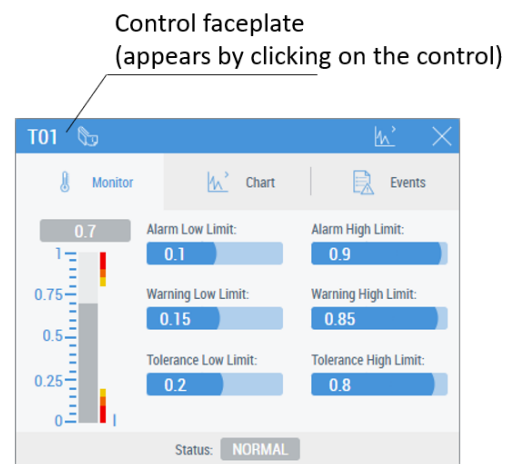 Control faceplate
(appears by clicking on the control)
T01
Monitor
Chart
Events
0.7
1
0.75
0.5
0.25
0
I
Alarm Low Limit:
0.1
Alarm High Limit:
0.9
Warning Low Limit:
0.15
Warning High Limit:
0.85
Tolerance Low Limit:
0.2
Tolerance High Limit:
0.8
Status: NORMAL